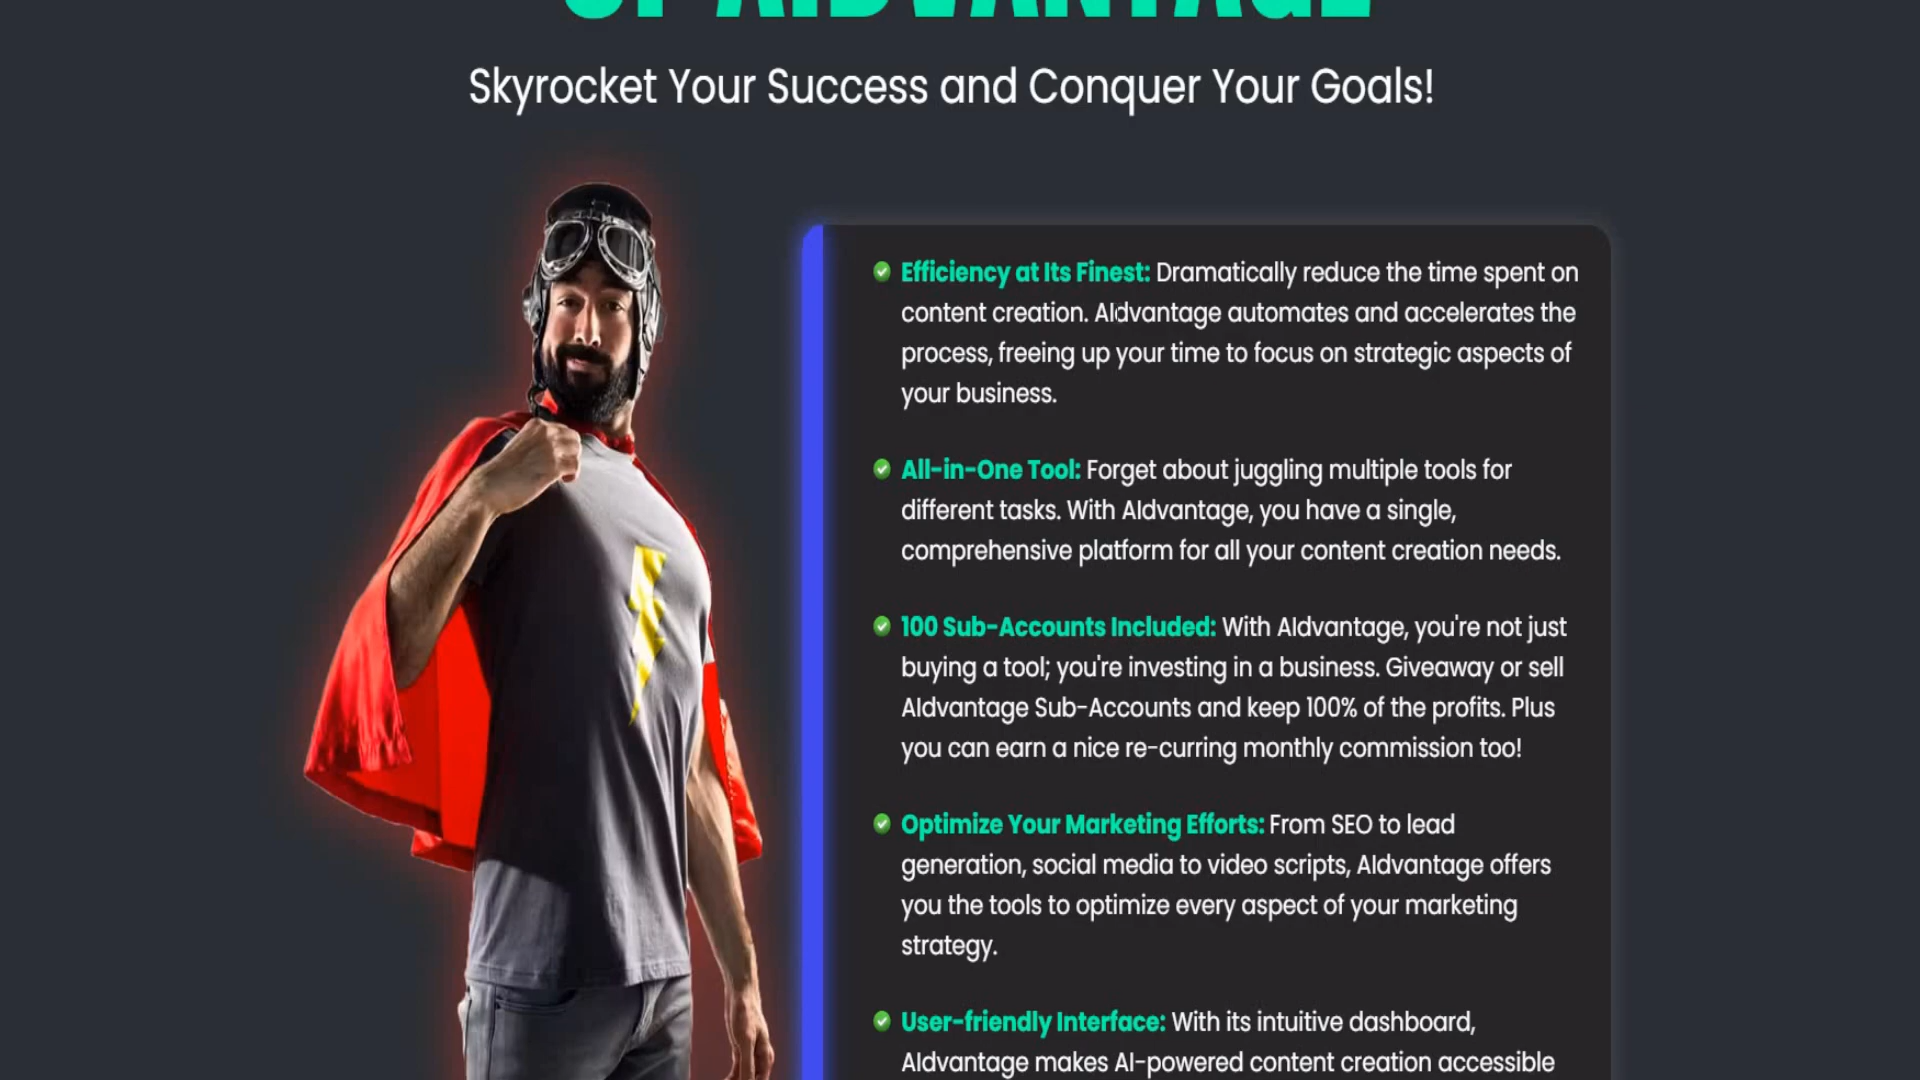 OF AIDVANTAGE
Skyrocket Your Success and Conquer Your Goals!
Efficiency at Its Finest: Dramatically reduce the time spent on
content creation. AIdvantage automates and accelerates the
process, freeing up your time to focus on strategic aspects of
your business.
All-in-One Tool: Forget about juggling multiple tools for
different tasks. With AIdvantage, you have a single,
comprehensive platform for all your content creation needs.
100 Sub-Accounts Included: With AIdvantage, you're not just
buying a tool; you're investing in a business. Giveaway or sell
AIdvantage Sub-Accounts and keep 100% of the profits. Plus
you can earn a nice re-curring monthly commission too!
Optimize Your Marketing Efforts: From SEO to lead
generation, social media to video scripts, AIdvantage offers
you the tools to optimize every aspect of your marketing
strategy.
User-friendly Interface: With its intuitive dashboard,
AIdvantage makes AI-powered content creation accessible